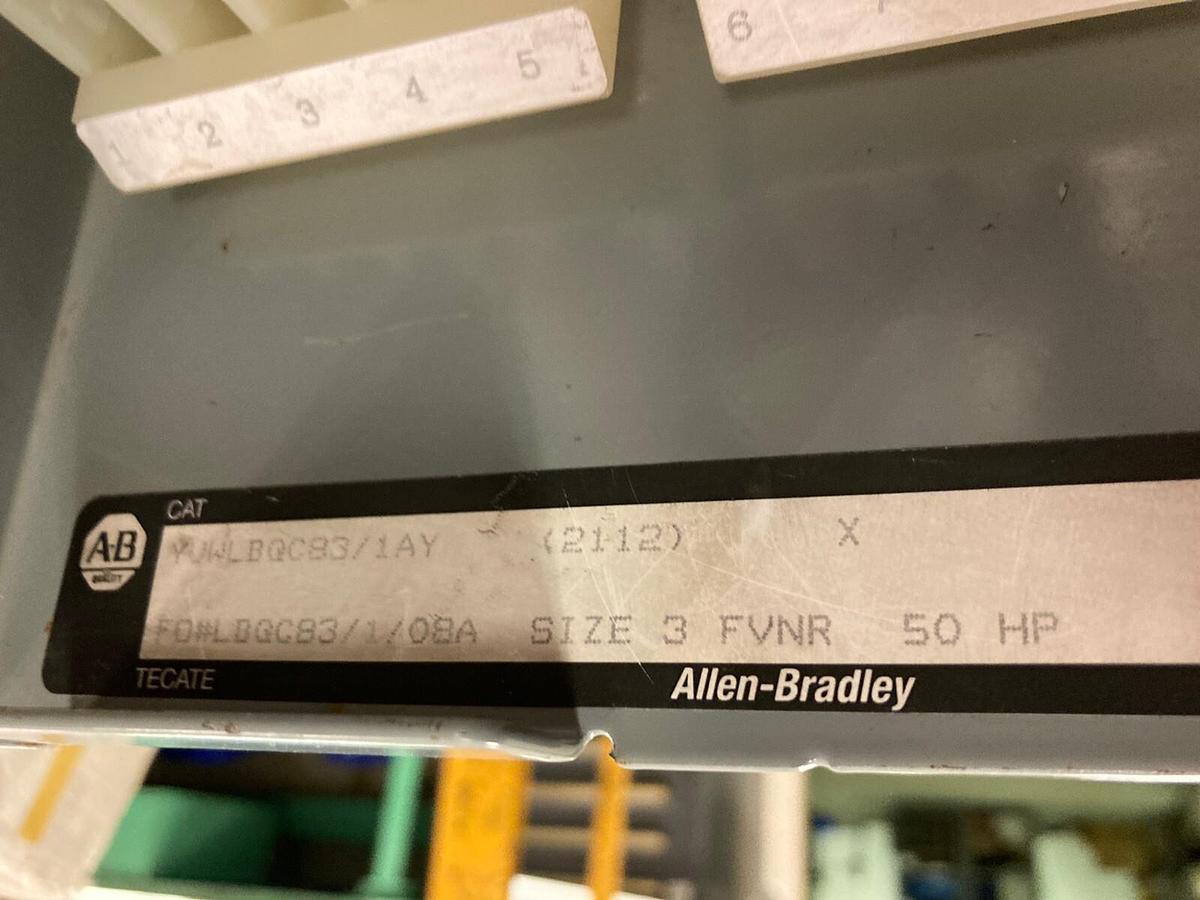 1 2 3 4 5
6
CAT
A-B
QUALITY
YUWLBQC83/1AY (2112) X
FO#LBQC83/1/08A SIZE 3 FVNR 50 HP
TECATE
Allen-Bradley